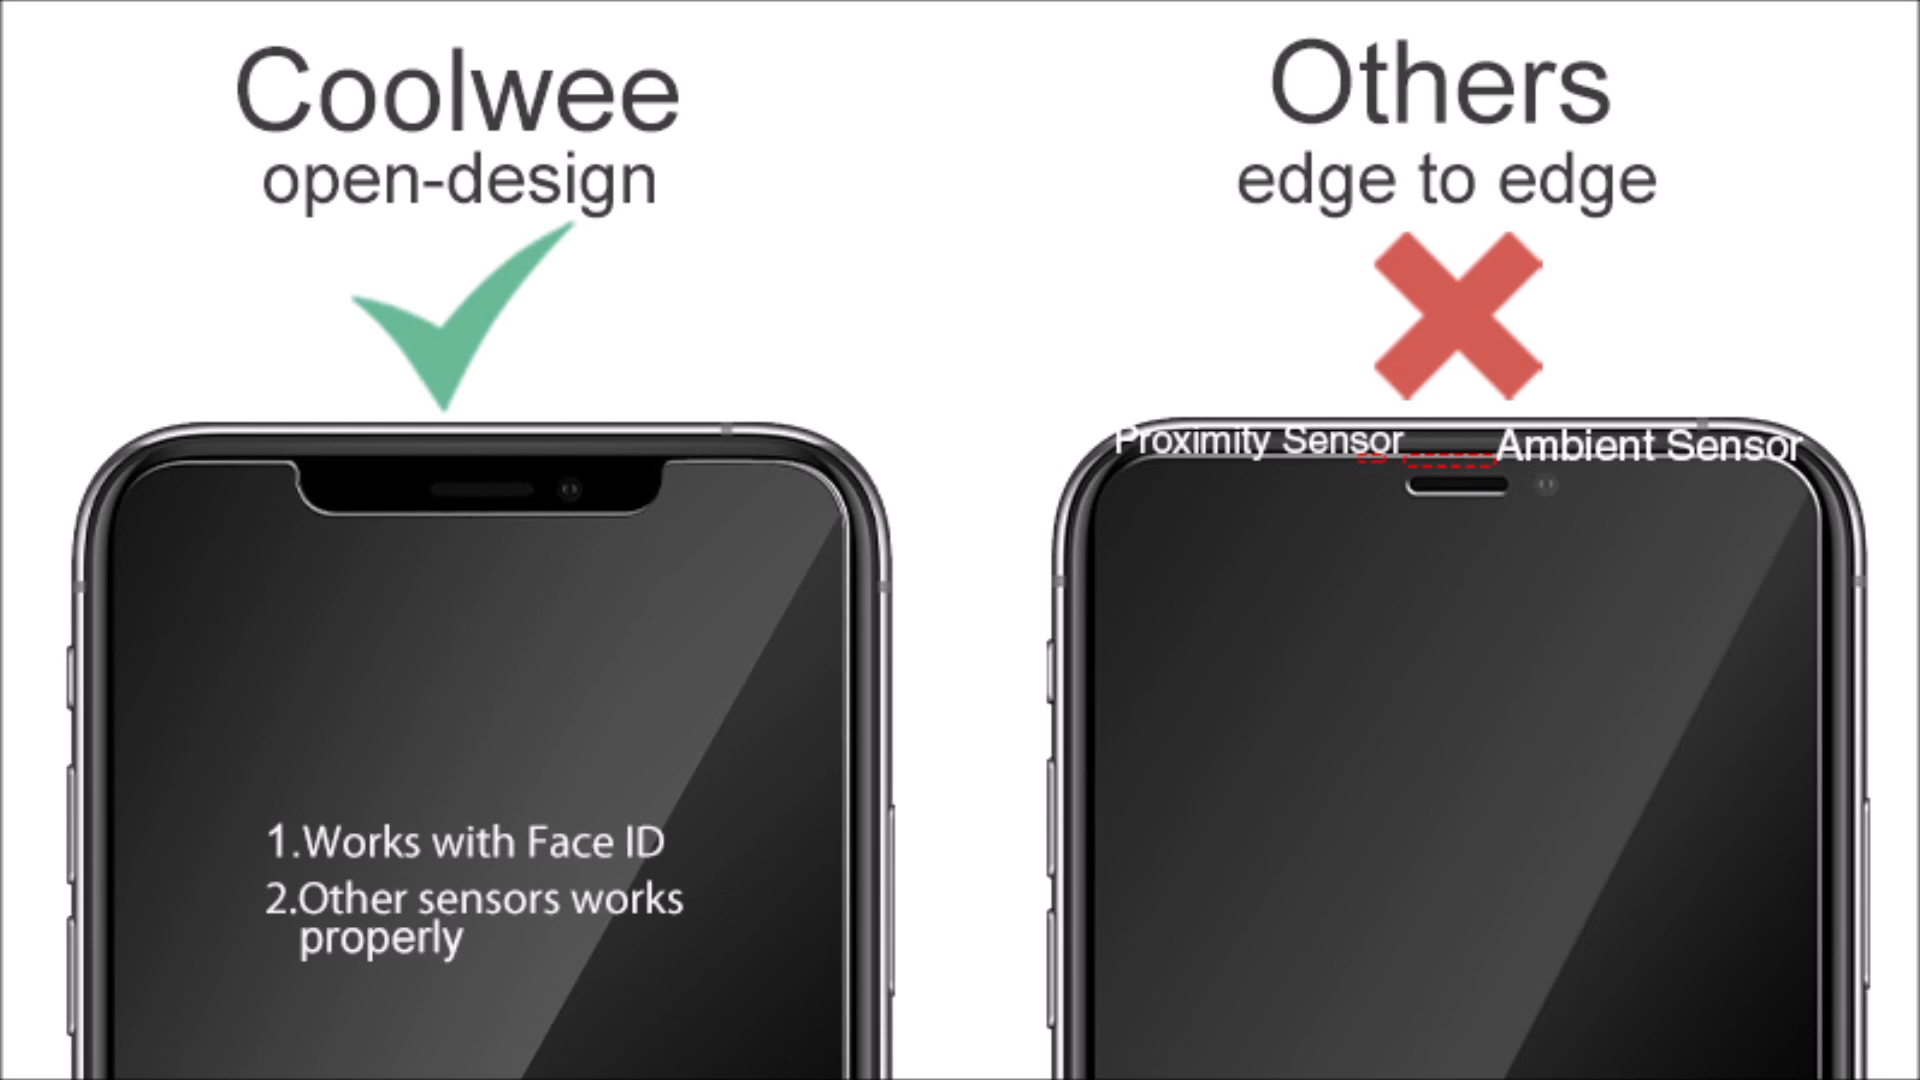 Coolwee
open-design
Others
edge to edge
Proximity Sensor
Ambient Sensor
1.Works with Face ID
2.Other sensors works
properly